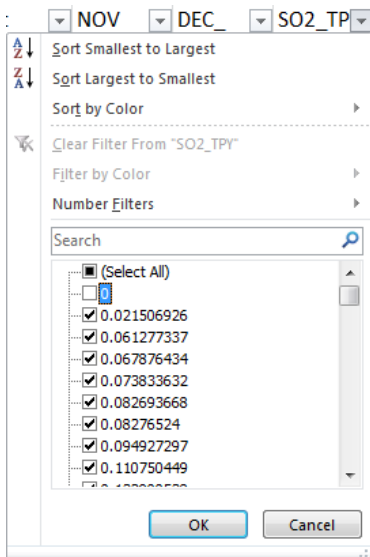 : NOV DEC_ SO2_TP
Sort Smallest to Largest
Sort Largest to Smallest
Sort by Color
Clear Filter From "SO2_TPY"
Filter by Color
Number Filters
Search
(Select All)
0
0.021506926
0.061277337
0.067876434
0.073833632
0.082693668
0.08276524
0.094927297
0.110750449
OK Cancel